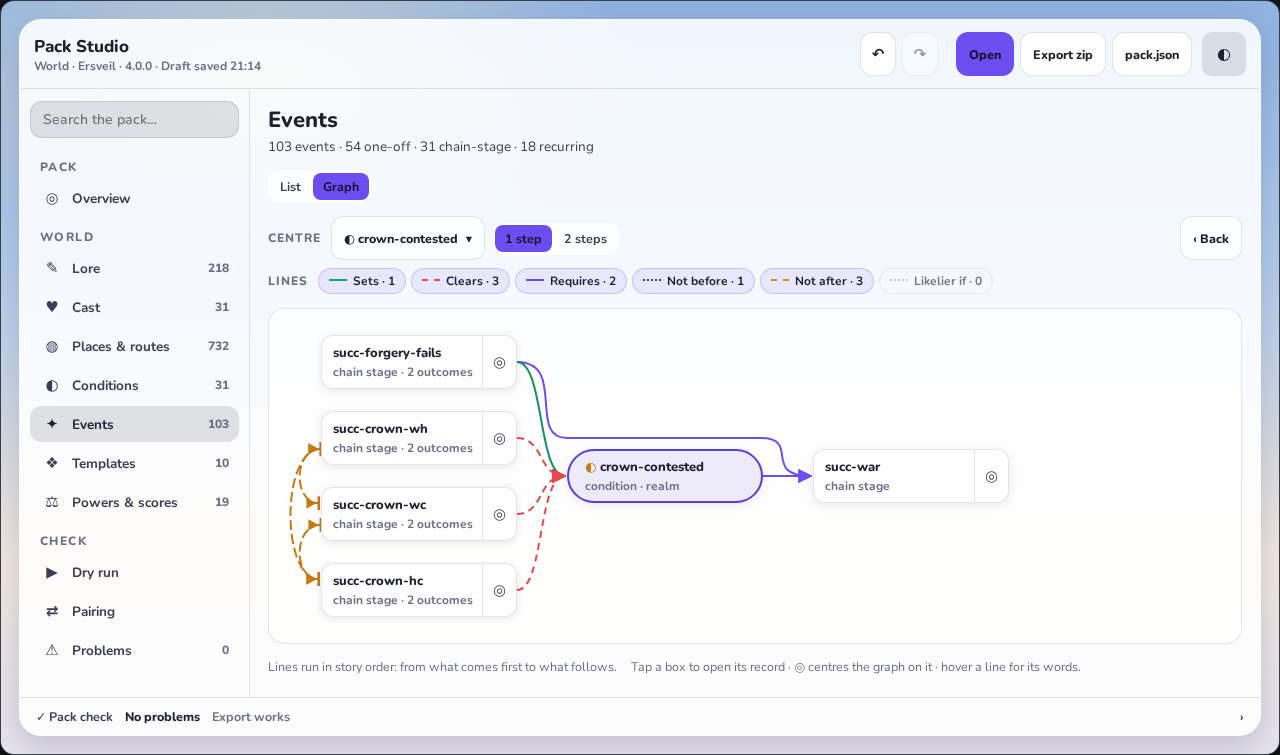 Pack Studio
World · Ersveil · 4.0.0 · Draft saved 21:14
Open
Export zip
pack.json
Search the pack...
PACK
Overview
WORLD
Lore 218
Cast 31
Places & routes 732
Conditions 31
Events 103
Templates 10
Powers & scores 19
CHECK
Dry run
Pairing
Problems 0
Events
103 events · 54 one-off · 31 chain-stage · 18 recurring
List Graph
CENTRE crown-contested ▾ 1 step 2 steps ‹ Back
LINES Sets · 1 Clears · 3 Requires · 2 Not before · 1 Not after · 3 Likelier if · 0
succ-forgery-fails
chain stage · 2 outcomes
succ-crown-wh
chain stage · 2 outcomes
succ-crown-wc
chain stage · 2 outcomes
succ-crown-hc
chain stage · 2 outcomes
crown-contested
condition · realm
succ-war
chain stage
Lines run in story order: from what comes first to what follows. Tap a box to open its record · ◎ centres the graph on it · hover a line for its words.
✓ Pack check No problems Export works ›